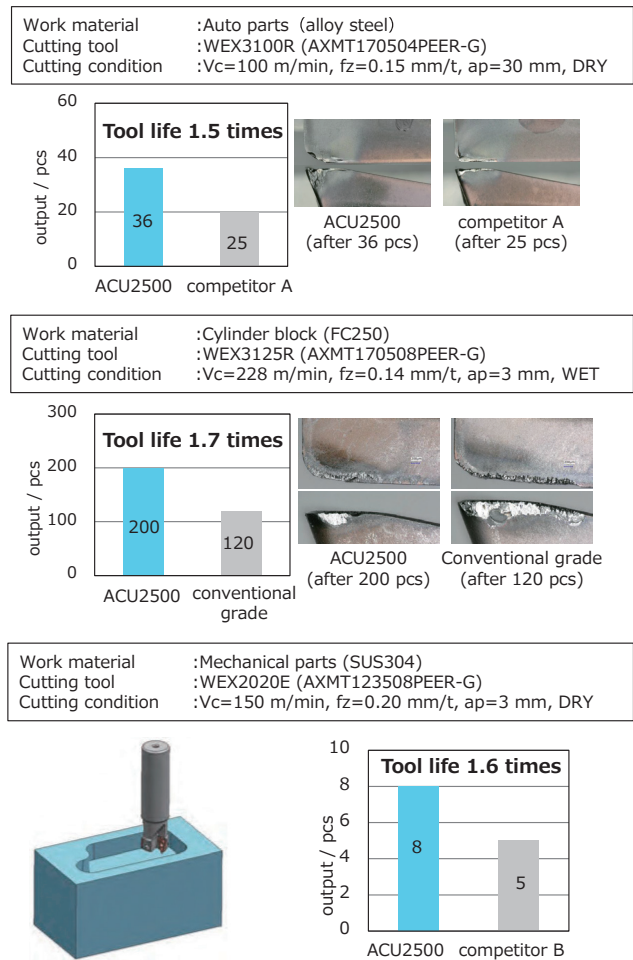 Work material :Auto parts (alloy steel)
Cutting tool :WEX3100R (AXMT170504PEER-G)
Cutting condition :Vc=100 m/min, fz=0.15 mm/t, ap=30 mm, DRY
60
40
20
0
output / pcs
Tool life 1.5 times
36
25
ACU2500 competitor A
ACU2500 competitor A
(after 36 pcs) (after 25 pcs)
Work material :Cylinder block (FC250)
Cutting tool :WEX3125R (AXMT170508PEER-G)
Cutting condition :Vc=228 m/min, fz=0.14 mm/t, ap=3 mm, WET
300
200
100
0
output / pcs
Tool life 1.7 times
200
120
ACU2500 conventional
grade
ACU2500 Conventional grade
(after 200 pcs) (after 120 pcs)
Work material :Mechanical parts (SUS304)
Cutting tool :WEX2020E (AXMT123508PEER-G)
Cutting condition :Vc=150 m/min, fz=0.20 mm/t, ap=3 mm, DRY
10
8
6
4
2
0
output / pcs
Tool life 1.6 times
8
5
ACU2500 competitor B